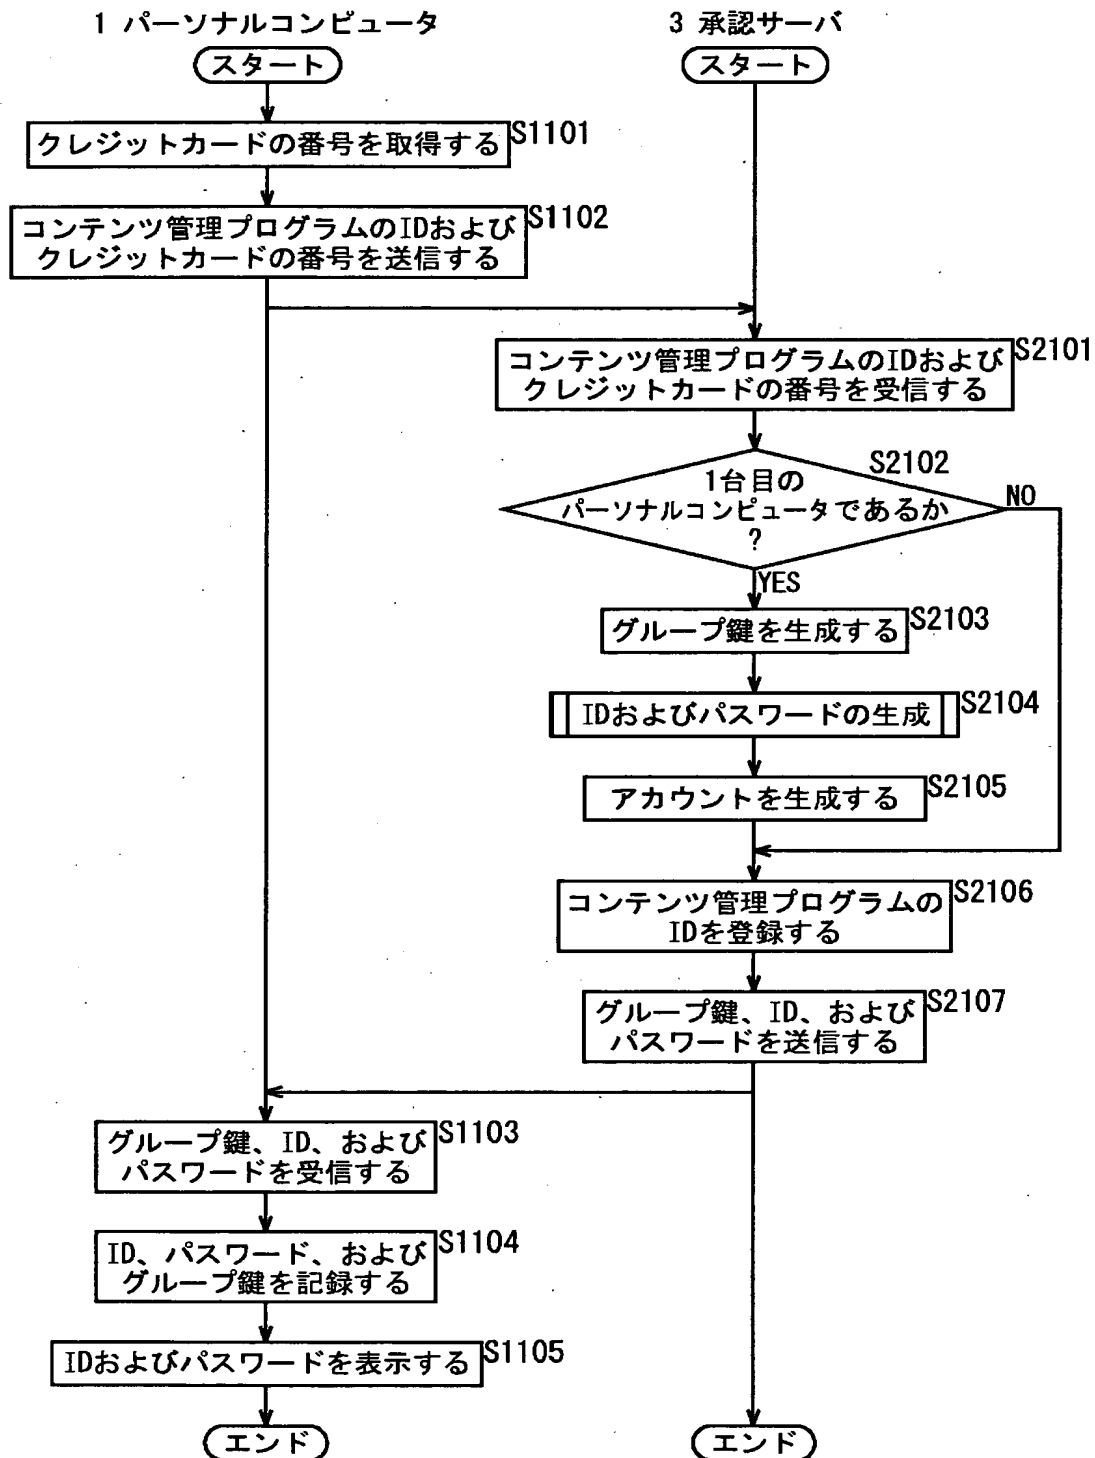 1 パーソナルコンピュータ
3 承認サーバ
スタート
スタート
クレジットカードの番号を取得する
S1101
コンテンツ管理プログラムのIDおよび
クレジットカードの番号を送信する
S1102
コンテンツ管理プログラムのIDおよび
クレジットカードの番号を受信する
S2101
S2102
1台目の
パーソナルコンピュータであるか
?
NO
YES
グループ鍵を生成する
S2103
IDおよびパスワードの生成
S2104
アカウントを生成する
S2105
コンテンツ管理プログラムの
IDを登録する
S2106
グループ鍵、ID、および
パスワードを送信する
S2107
グループ鍵、ID、および
パスワードを受信する
S1103
ID、パスワード、および
グループ鍵を記録する
S1104
IDおよびパスワードを表示する
S1105
エンド
エンド